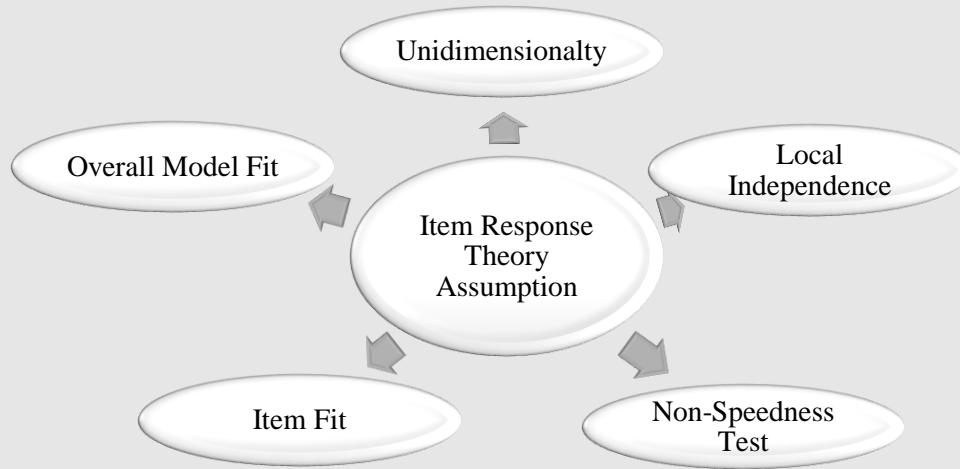 Unidimensionalty
Overall Model Fit
Local
Independence
Item Response
Theory
Assumption
Item Fit
Non-Speedness
Test